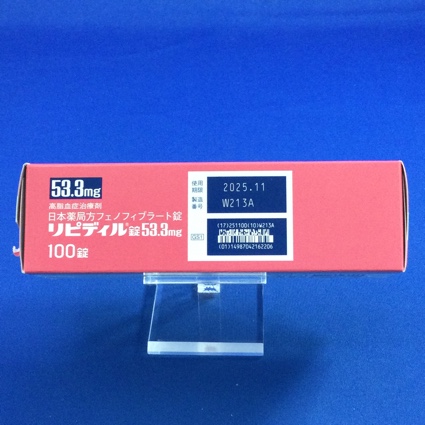 53.3mg
高脂血症治療剤
日本薬局方フェノフィブラート錠
リピディル錠53.3mg
100錠
使用期限
2025.11
製造番号
W213A
(17)251100(10)W213A
(01)14987042162206